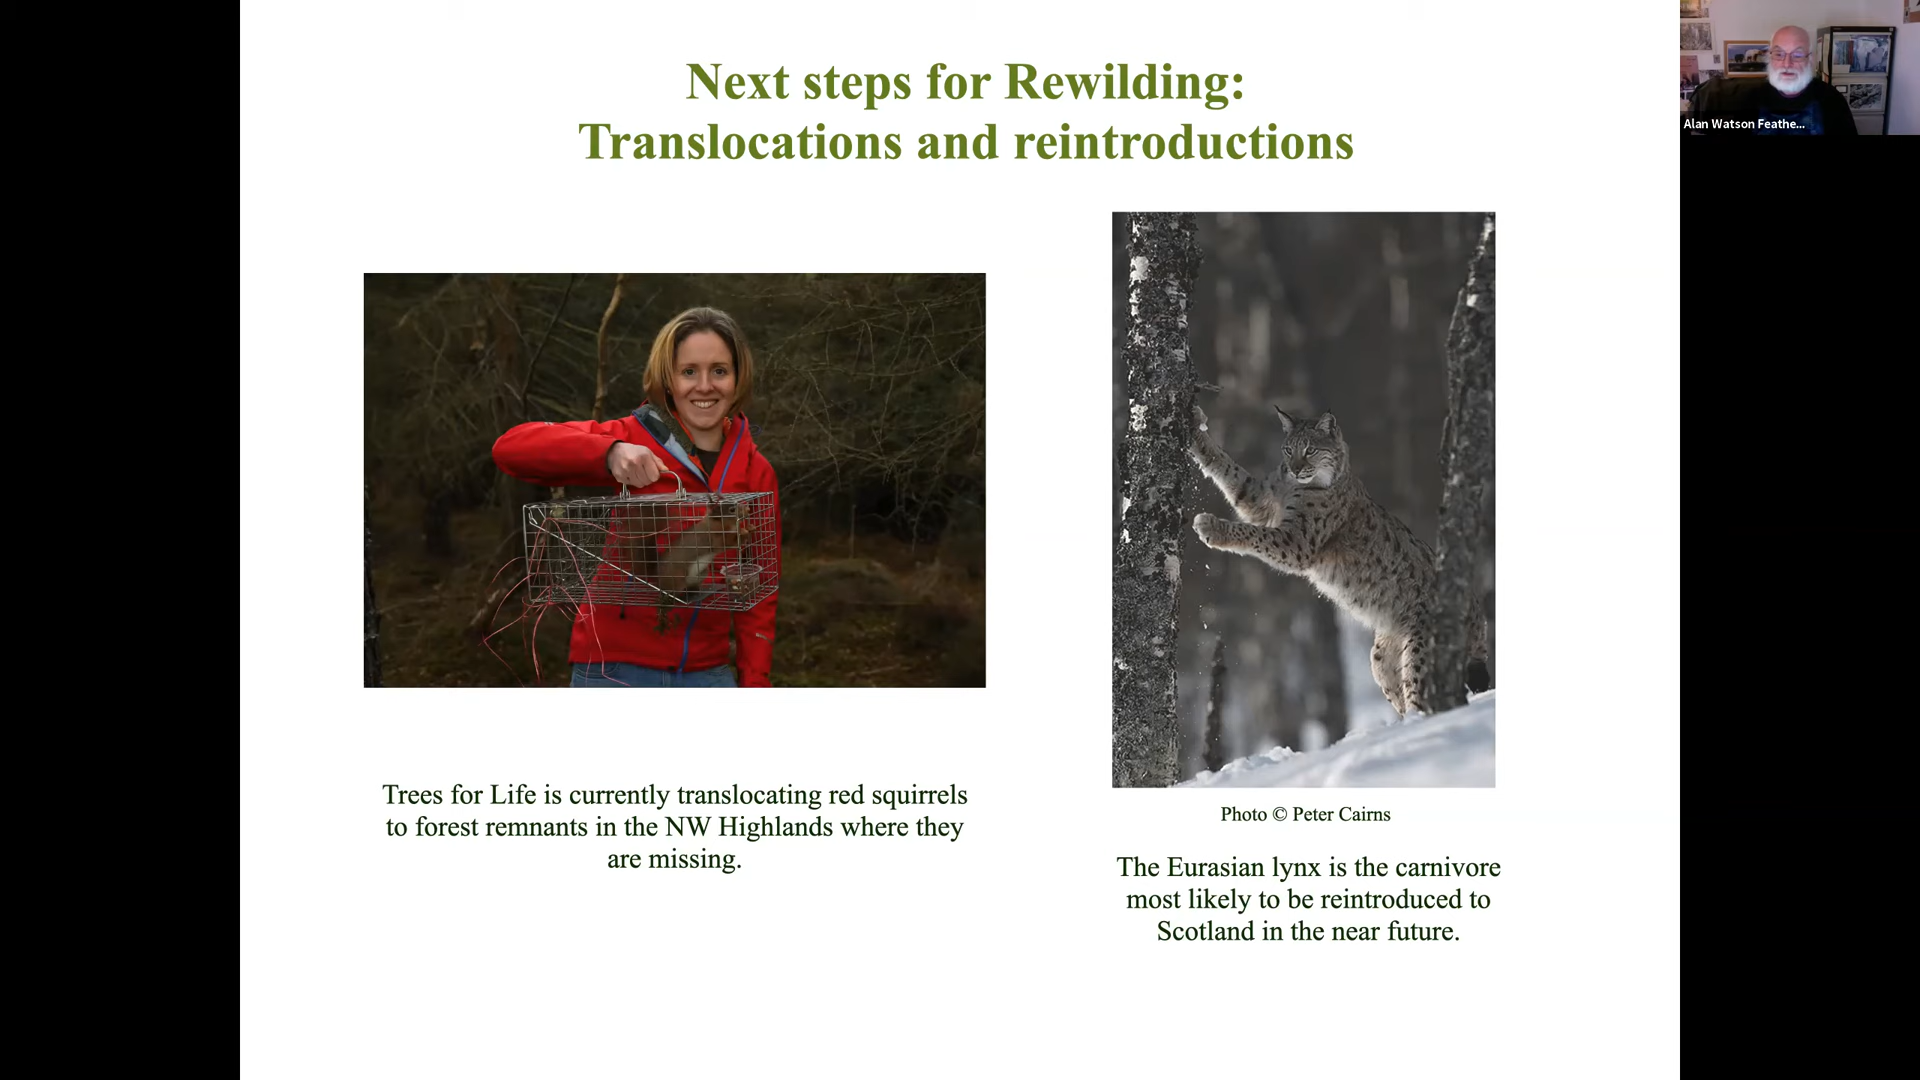 Next steps for Rewilding:
Translocations and reintroductions
Alan Watson Feathe...
Trees for Life is currently translocating red squirrels
to forest remnants in the NW Highlands where they
are missing.
Photo © Peter Cairns
The Eurasian lynx is the carnivore
most likely to be reintroduced to
Scotland in the near future.